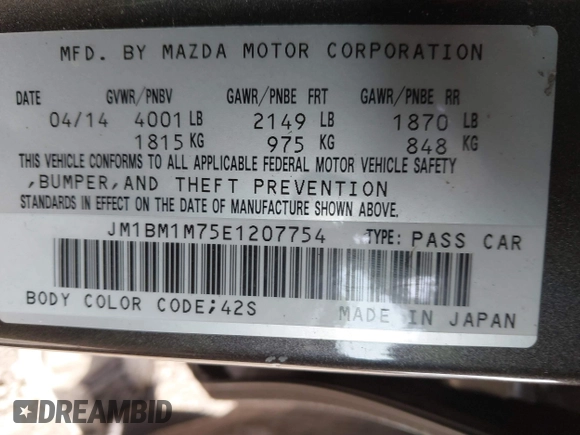 MFD. BY MAZDA MOTOR CORPORATION
DATE GVWR/PNBV GAWR/PNBE FRT GAWR/PNBE RR
04/14 4001 LB 2149 LB 1870 LB
1815 KG 975 KG 848 KG
THIS VEHICLE CONFORMS TO ALL APPLICABLE FEDERAL MOTOR VEHICLE SAFETY
,BUMPER,AND THEFT PREVENTION
STANDARDS IN EFFECT ON THE DATE OF MANUFACTURE SHOWN ABOVE.
JM1BM1M75E1207754 TYPE: PASS CAR
BODY COLOR CODE;42S MADE IN JAPAN
DREAMBID